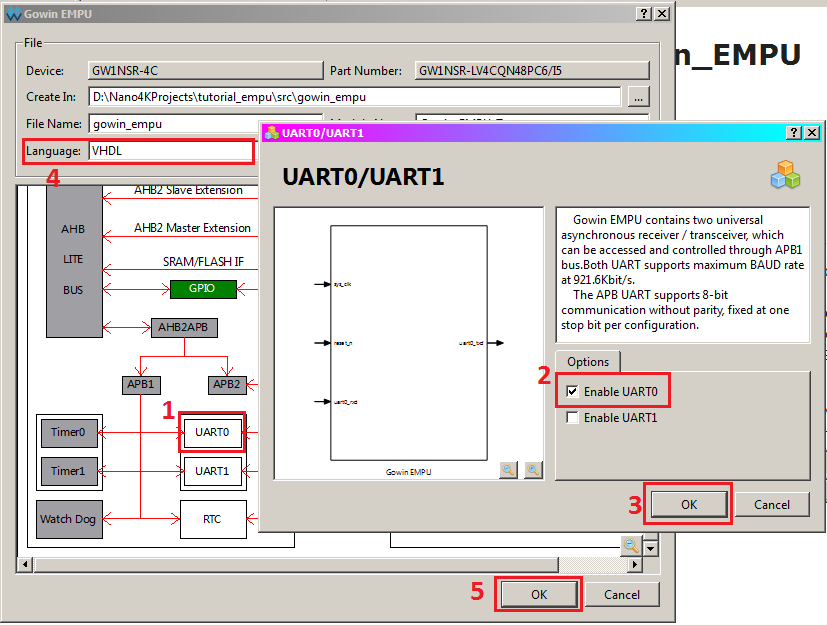 Gowin EMPU
n_EMPU
File
Device: GW1NSR-4C Part Number: GW1NSR-LV4CQN48PC6/I5
Create In: D:\Nano4KProjects\tutorial_empu\src\gowin_empu ...
File Name: gowin_empu
Language: VHDL
4
AHB2 Slave Extension
AHB
LITE
BUS
AHB2 Master Extension
SRAM/FLASH IF
GPIO
AHB2APB
APB1 APB2
1
Timer0 UART0
Timer1 UART1
Watch Dog RTC
5 OK Cancel
UART0/UART1
UART0/UART1
sys_clk
reset_n uart0_txd
uart0_rxd
Gowin EMPU
Gowin EMPU contains two universal
asynchronous receiver / transceiver, which
can be accessed and controlled through APB1
bus.Both UART supports maximum BAUD rate
at 921.6Kbit/s.
The APB UART supports 8-bit
communication without parity, fixed at one
stop bit per configuration.
Options
2 Enable UART0
Enable UART1
3 OK Cancel